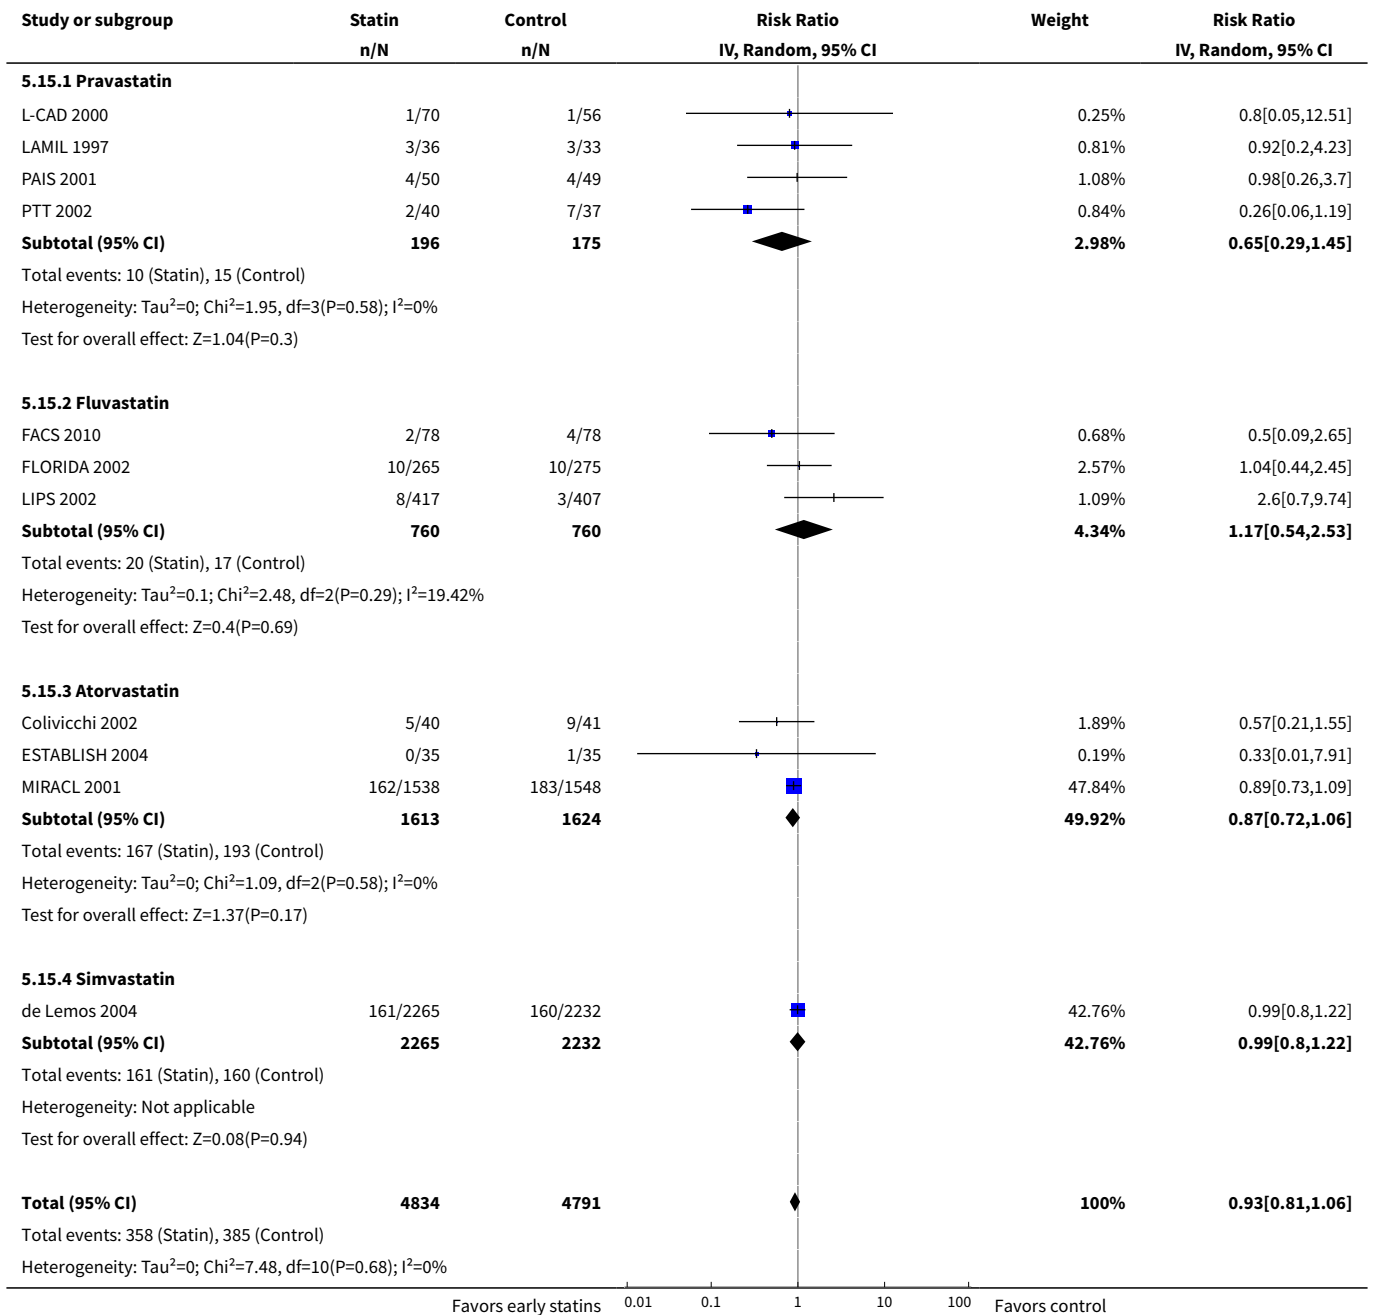 Study or subgroup Statin Control Risk Ratio Weight Risk Ratio
n/N n/N IV, Random, 95% CI IV, Random, 95% CI
5.15.1 Pravastatin
L-CAD 2000 1/70 1/56 0.25% 0.8[0.05,12.51]
LAMIL 1997 3/36 3/33 0.81% 0.92[0.2,4.23]
PAIS 2001 4/50 4/49 1.08% 0.98[0.26,3.7]
PTT 2002 2/40 7/37 0.84% 0.26[0.06,1.19]
Subtotal (95% CI) 196 175 2.98% 0.65[0.29,1.45]
Total events: 10 (Statin), 15 (Control)
Heterogeneity: Tau²=0; Chi²=1.95, df=3(P=0.58); I²=0%
Test for overall effect: Z=1.04(P=0.3)
5.15.2 Fluvastatin
FACS 2010 2/78 4/78 0.68% 0.5[0.09,2.65]
FLORIDA 2002 10/265 10/275 2.57% 1.04[0.44,2.45]
LIPS 2002 8/417 3/407 1.09% 2.6[0.7,9.74]
Subtotal (95% CI) 760 760 4.34% 1.17[0.54,2.53]
Total events: 20 (Statin), 17 (Control)
Heterogeneity: Tau²=0.1; Chi²=2.48, df=2(P=0.29); I²=19.42%
Test for overall effect: Z=0.4(P=0.69)
5.15.3 Atorvastatin
Colivicchi 2002 5/40 9/41 1.89% 0.57[0.21,1.55]
ESTABLISH 2004 0/35 1/35 0.19% 0.33[0.01,7.91]
MIRACL 2001 162/1538 183/1548 47.84% 0.89[0.73,1.09]
Subtotal (95% CI) 1613 1624 49.92% 0.87[0.72,1.06]
Total events: 167 (Statin), 193 (Control)
Heterogeneity: Tau²=0; Chi²=1.09, df=2(P=0.58); I²=0%
Test for overall effect: Z=1.37(P=0.17)
5.15.4 Simvastatin
de Lemos 2004 161/2265 160/2232 42.76% 0.99[0.8,1.22]
Subtotal (95% CI) 2265 2232 42.76% 0.99[0.8,1.22]
Total events: 161 (Statin), 160 (Control)
Heterogeneity: Not applicable
Test for overall effect: Z=0.08(P=0.94)
Total (95% CI) 4834 4791 100% 0.93[0.81,1.06]
Total events: 358 (Statin), 385 (Control)
Heterogeneity: Tau²=0; Chi²=7.48, df=10(P=0.68); I²=0%
Favors early statins 0.01 0.1 1 10 100 Favors control